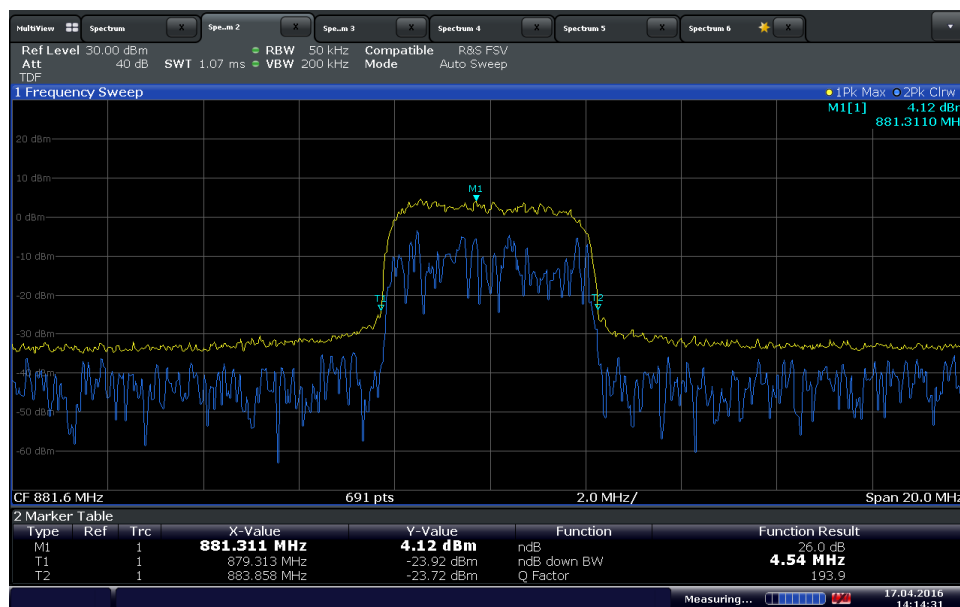 MultiView Spectrum X Spe..m 2 X Spe..m 3 X Spectrum 4 X Spectrum 5 X Spectrum 6 X
Ref Level 30.00 dBm RBW 50 kHz Compatible R&S FSV
Att 40 dB SWT 1.07 ms VBW 200 kHz Mode Auto Sweep
TDF
1 Frequency Sweep 1Pk Max 2Pk Clrw
M1[1] 4.12 dBm
881.3110 MH
20 dBm
10 dBm
M1
0 dBm
-10 dBm
-20 dBm
T1 T2
-30 dBm
-40 dBm
-50 dBm
-60 dBm
CF 881.6 MHz 691 pts 2.0 MHz/ Span 20.0 MHz
2 Marker Table
Type Ref Trc X-Value Y-Value Function Function Result
M1 1 881.311 MHz 4.12 dBm ndB 26.0 dB
T1 1 879.313 MHz -23.92 dBm ndB down BW 4.54 MHz
T2 1 883.858 MHz -23.72 dBm Q Factor 193.9
Measuring... 17.04.2016
14:14:31